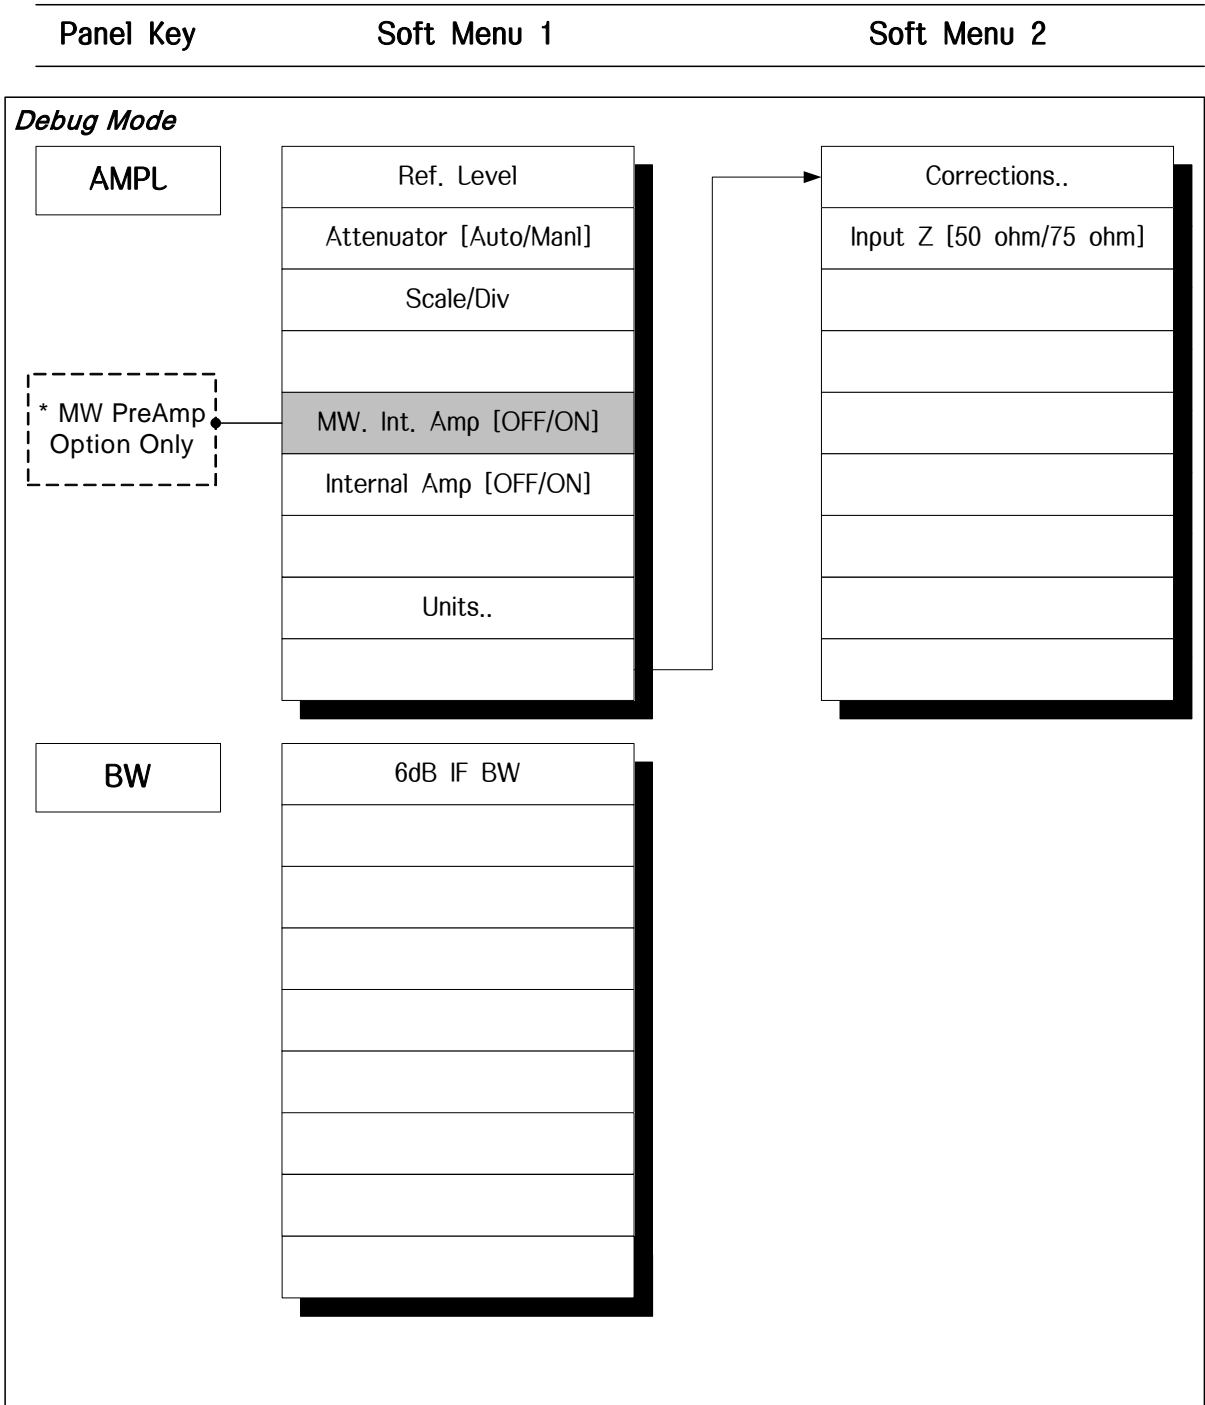 Panel Key Soft Menu 1 Soft Menu 2
Debug Mode
AMPL
Ref. Level
Attenuator [Auto/Manl]
Scale/Div
* MW PreAmp
Option Only
MW. Int. Amp [OFF/ON]
Internal Amp [OFF/ON]
Units..
Corrections..
Input Z [50 ohm/75 ohm]
BW
6dB IF BW